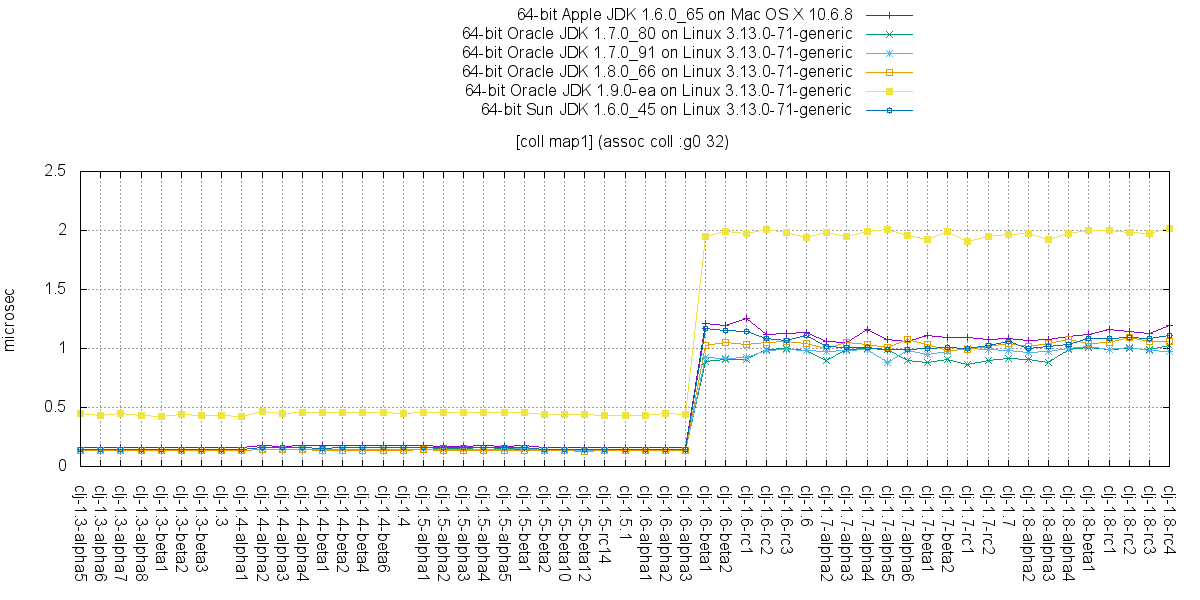 64-bit Apple JDK 1.6.0_65 on Mac OS X 10.6.8
64-bit Oracle JDK 1.7.0_80 on Linux 3.13.0-71-generic
64-bit Oracle JDK 1.7.0_91 on Linux 3.13.0-71-generic
64-bit Oracle JDK 1.8.0_66 on Linux 3.13.0-71-generic
64-bit Oracle JDK 1.9.0-ea on Linux 3.13.0-71-generic
64-bit Sun JDK 1.6.0_45 on Linux 3.13.0-71-generic
[coll map1] (assoc coll :g0 32)
2.5
2
1.5
1
0.5
0
microsec
clj-1.3-alpha5
clj-1.3-alpha6
clj-1.3-alpha7
clj-1.3-alpha8
clj-1.3-beta1
clj-1.3-beta2
clj-1.3-beta3
clj-1.3
clj-1.4-alpha1
clj-1.4-alpha2
clj-1.4-alpha3
clj-1.4-alpha4
clj-1.4-beta1
clj-1.4-beta2
clj-1.4-beta4
clj-1.4-beta6
clj-1.4
clj-1.5-alpha1
clj-1.5-alpha2
clj-1.5-alpha3
clj-1.5-alpha4
clj-1.5-alpha5
clj-1.5-beta1
clj-1.5-beta2
clj-1.5-beta10
clj-1.5-beta12
clj-1.5-rc14
clj-1.5.1
clj-1.6-alpha1
clj-1.6-alpha2
clj-1.6-alpha3
clj-1.6-beta1
clj-1.6-beta2
clj-1.6-rc1
clj-1.6-rc2
clj-1.6-rc3
clj-1.6
clj-1.7-alpha2
clj-1.7-alpha3
clj-1.7-alpha4
clj-1.7-alpha5
clj-1.7-alpha6
clj-1.7-beta1
clj-1.7-beta2
clj-1.7-rc1
clj-1.7-rc2
clj-1.7
clj-1.8-alpha2
clj-1.8-alpha3
clj-1.8-alpha4
clj-1.8-beta1
clj-1.8-rc1
clj-1.8-rc2
clj-1.8-rc3
clj-1.8-rc4